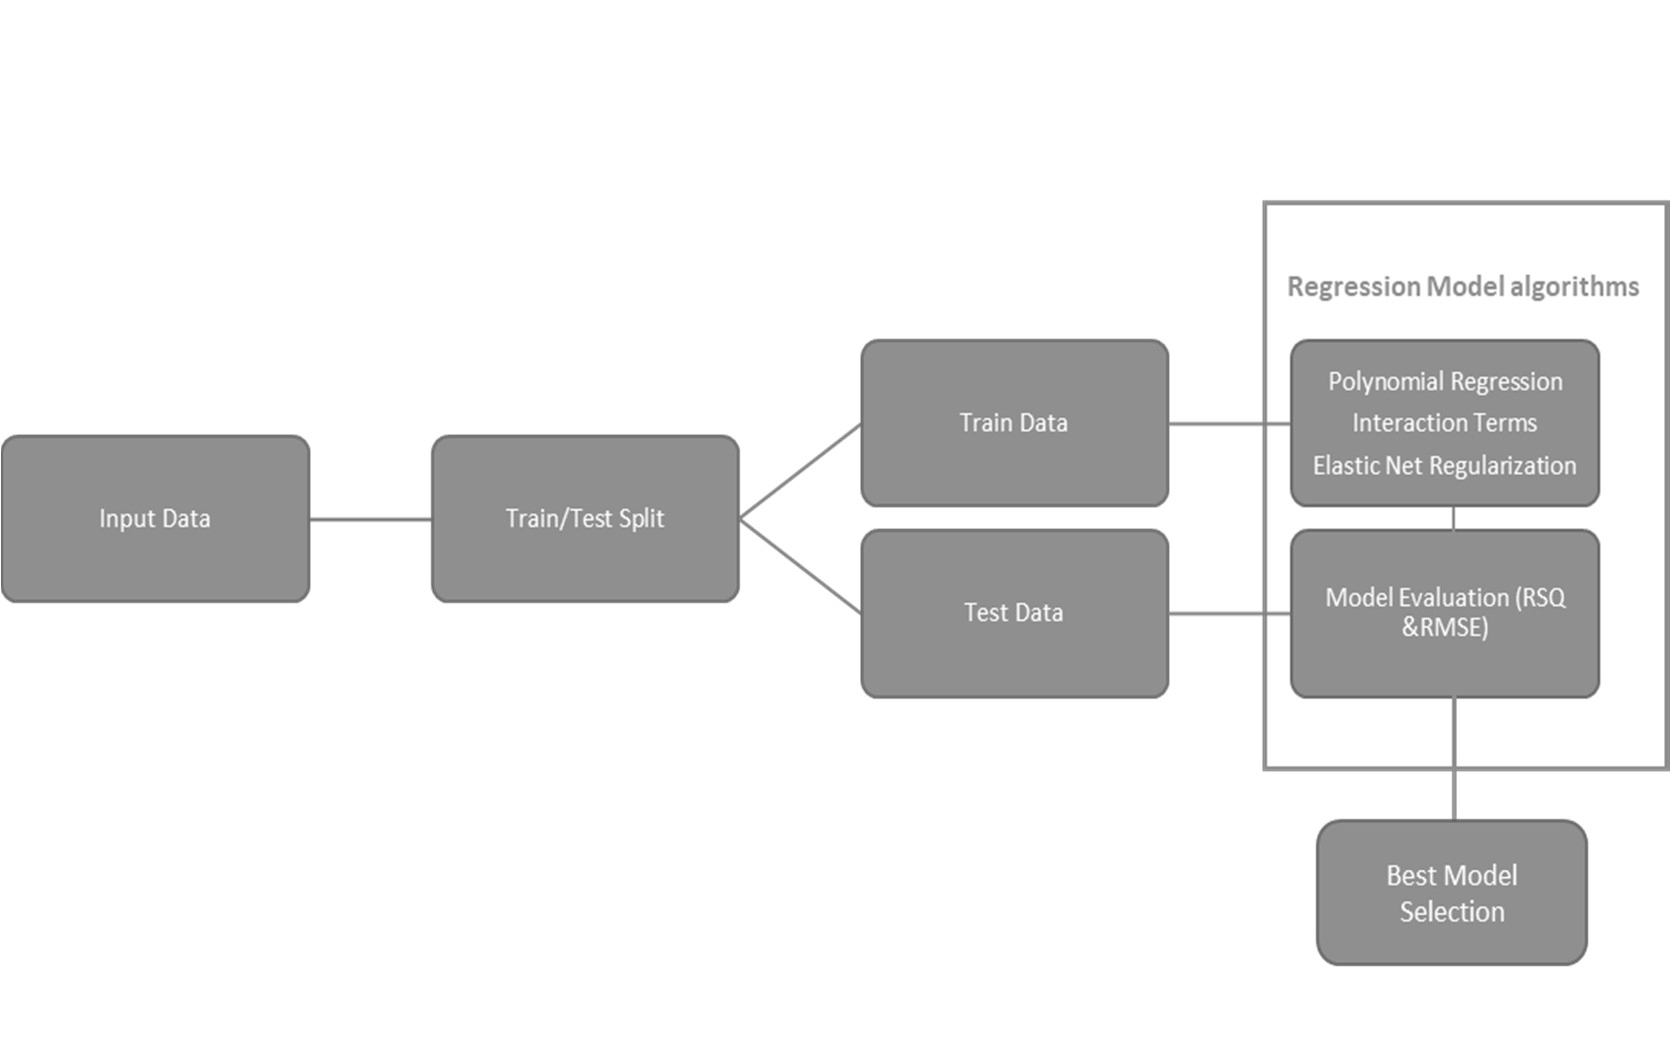 Regression Model algorithms
Input Data
Train/Test Split
Train Data
Polynomial Regression
Interaction Terms
Elastic Net Regularization
Test Data
Model Evaluation (RSQ
&RMSE)
Best Model
Selection